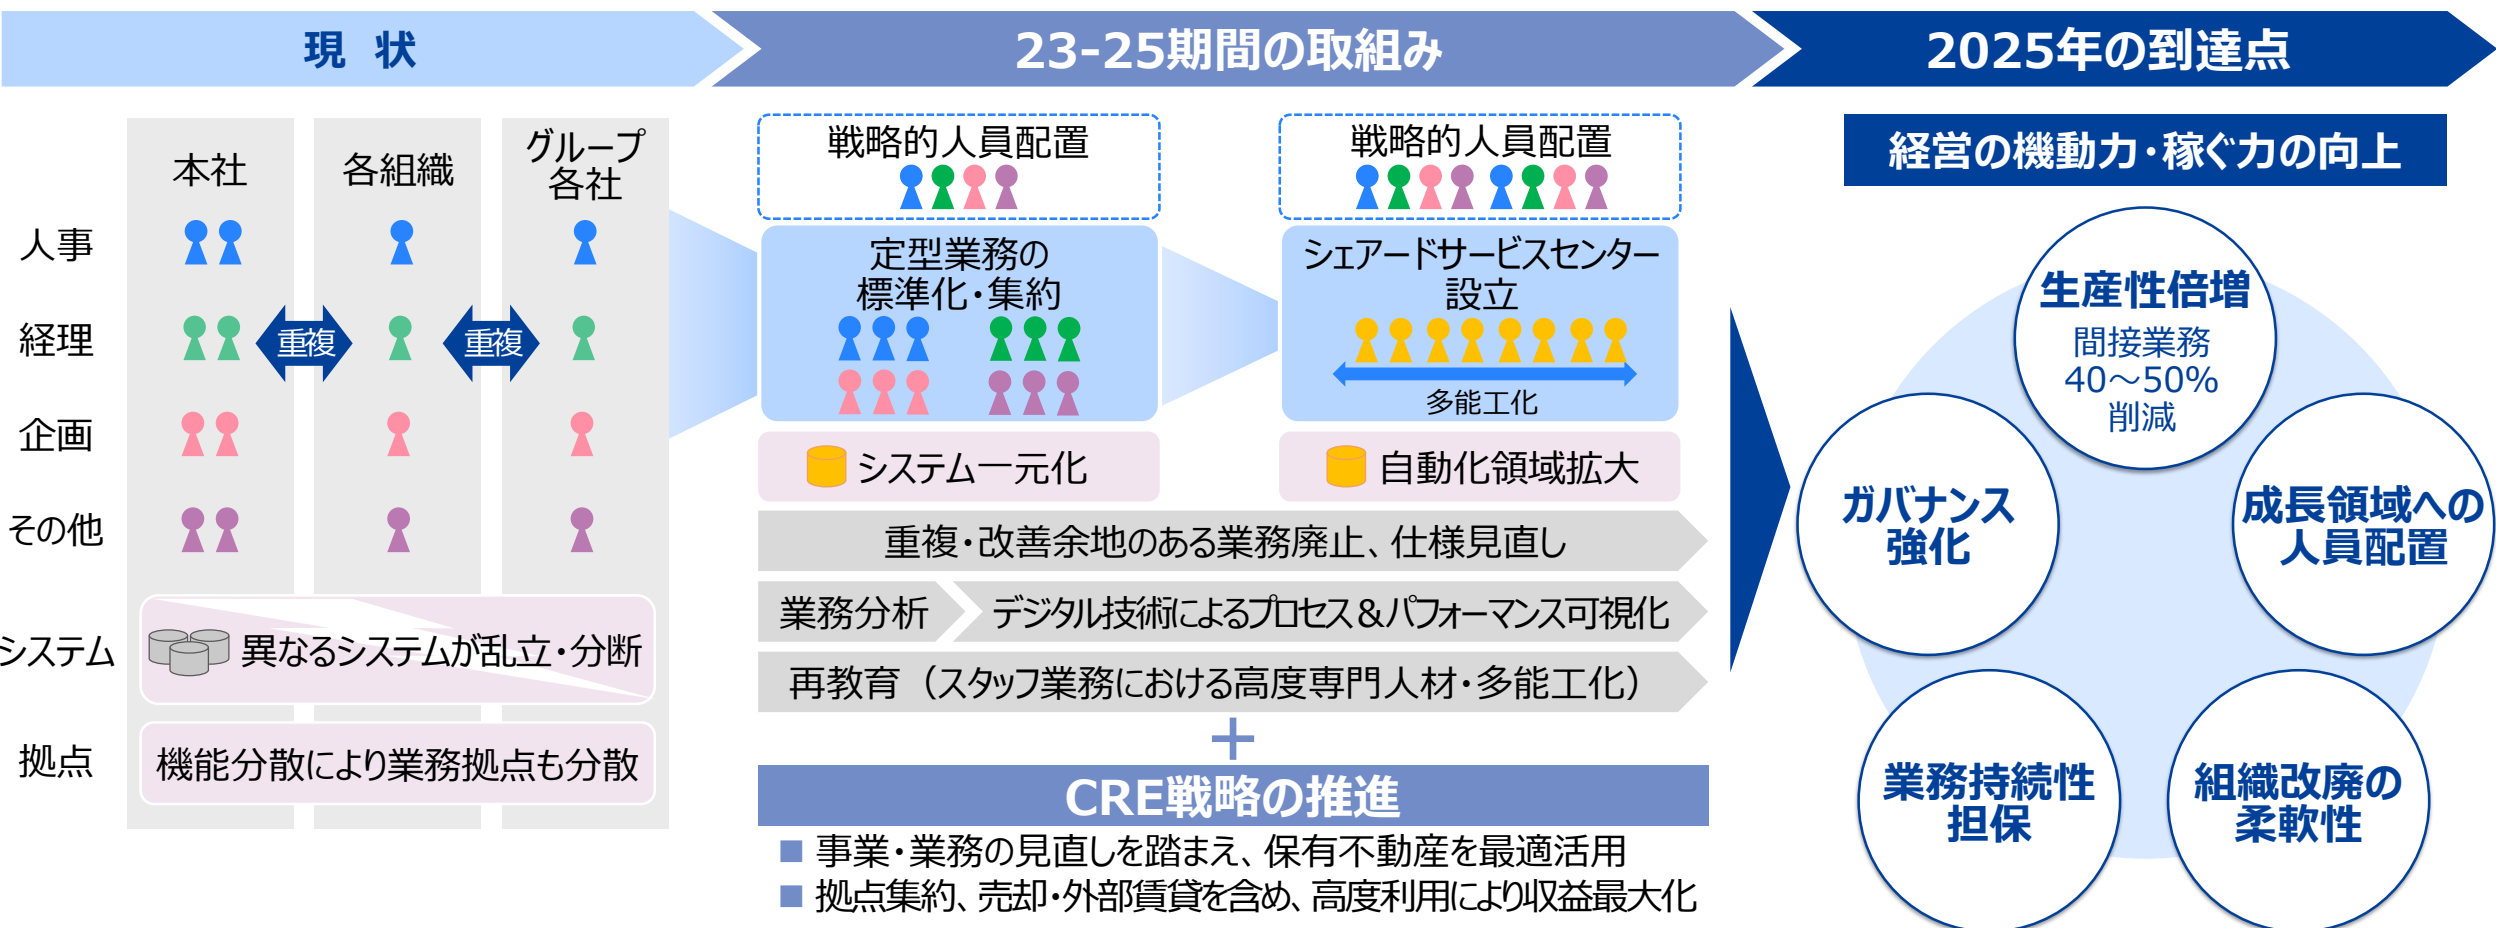 現 状
23-25期間の取組み
2025年の到達点
本社
各組織
グループ
各社
人事
経理
企画
その他
システム
拠点
重複
重複
異なるシステムが乱立・分断
機能分散により業務拠点も分散
戦略的人員配置
定型業務の
標準化・集約
システム一元化
戦略的人員配置
シェアードサービスセンター
設立
多能工化
自動化領域拡大
重複・改善余地のある業務廃止、仕様見直し
業務分析
デジタル技術によるプロセス＆パフォーマンス可視化
再教育（スタッフ業務における高度専門人材・多能工化）
+
CRE戦略の推進
■ 事業・業務の見直しを踏まえ、保有不動産を最適活用
■ 拠点集約、売却・外部賃貸を含め、高度利用により収益最大化
経営の機動力・稼ぐ力の向上
生産性倍増
間接業務
40～50%
削減
ガバナンス
強化
成長領域への
人員配置
業務持続性
担保
組織改廃の
柔軟性